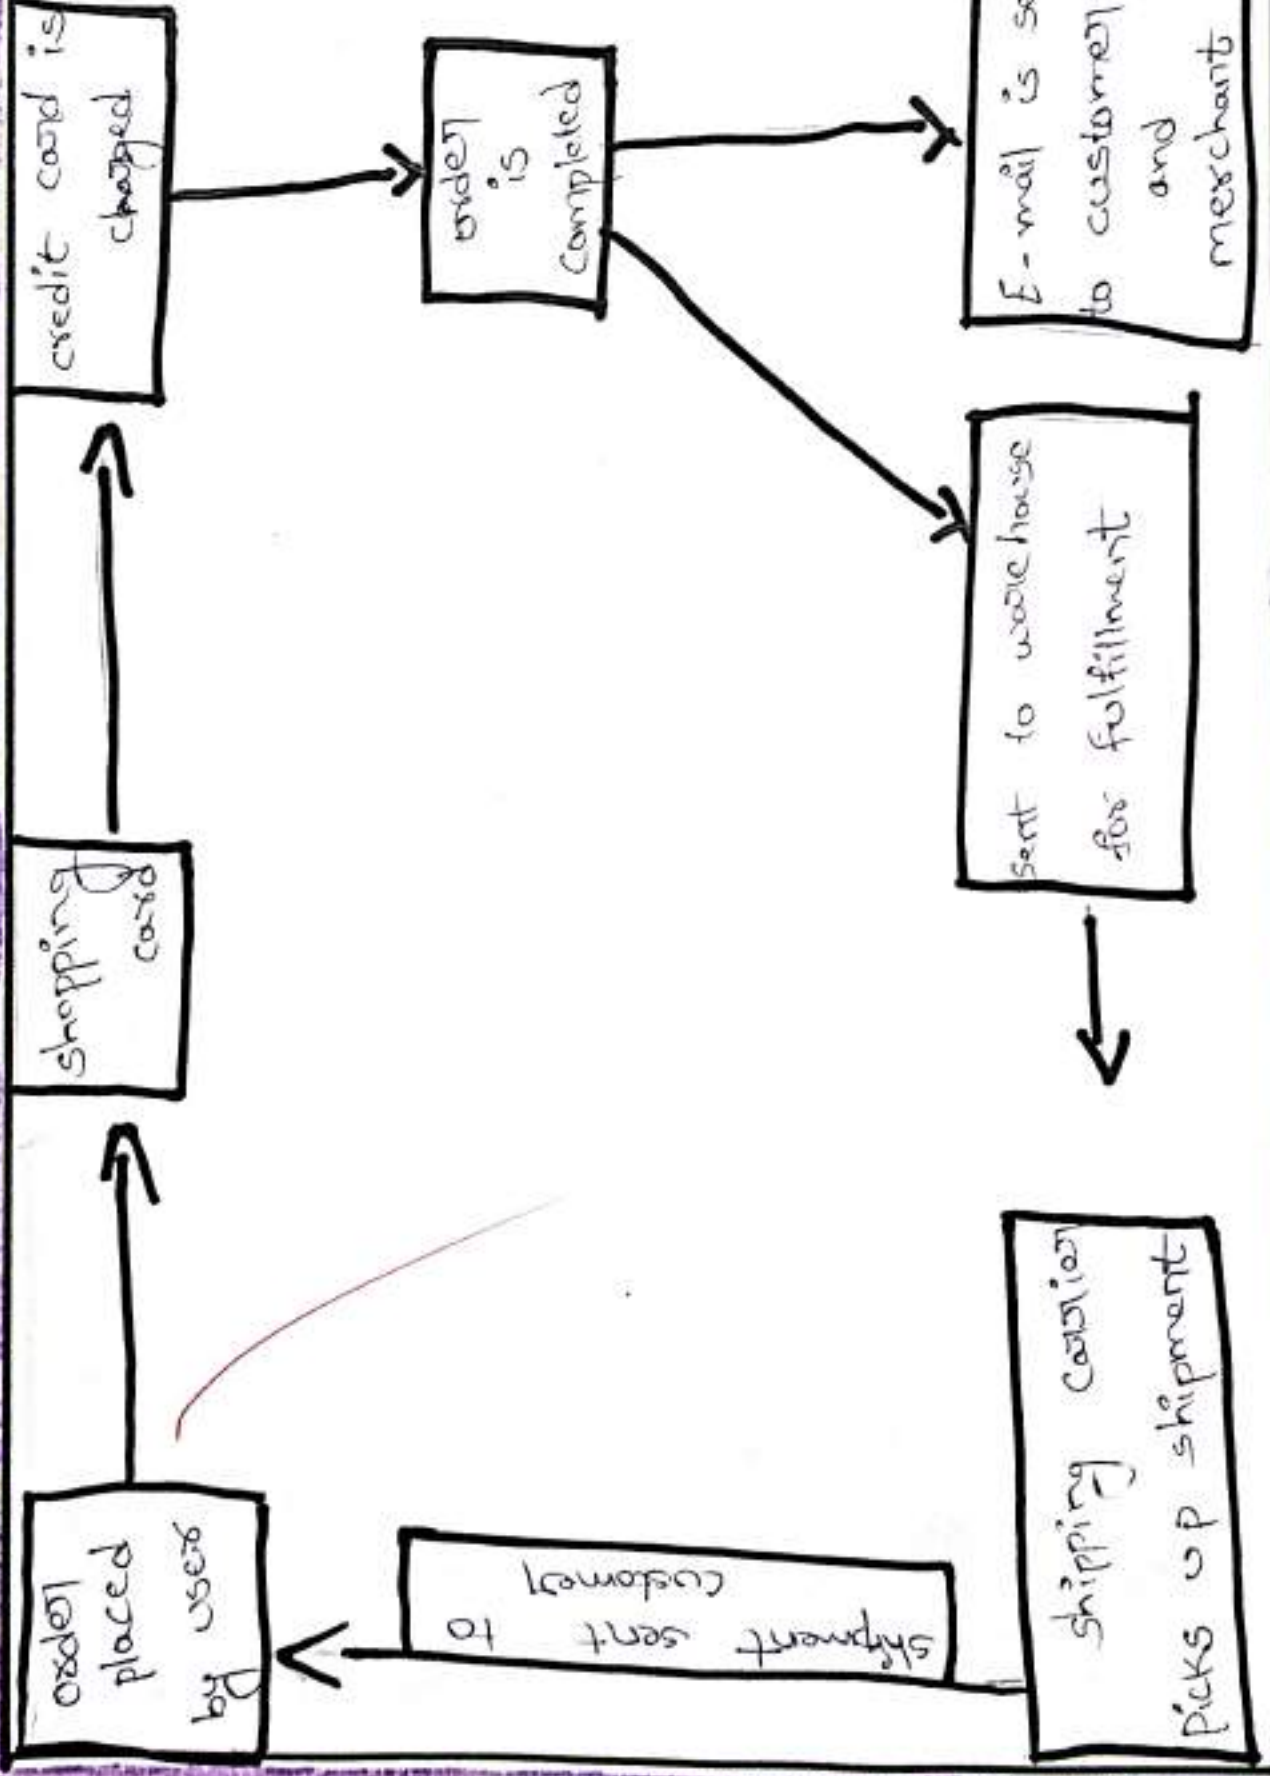 order
placed
by user
shopping
card
credit card is
charged
order
is
completed
E-mail is
to customer
and
merchant
sent to warehouse
for fulfillment
shipping carrier
picks up shipment
shipment sent to
customer